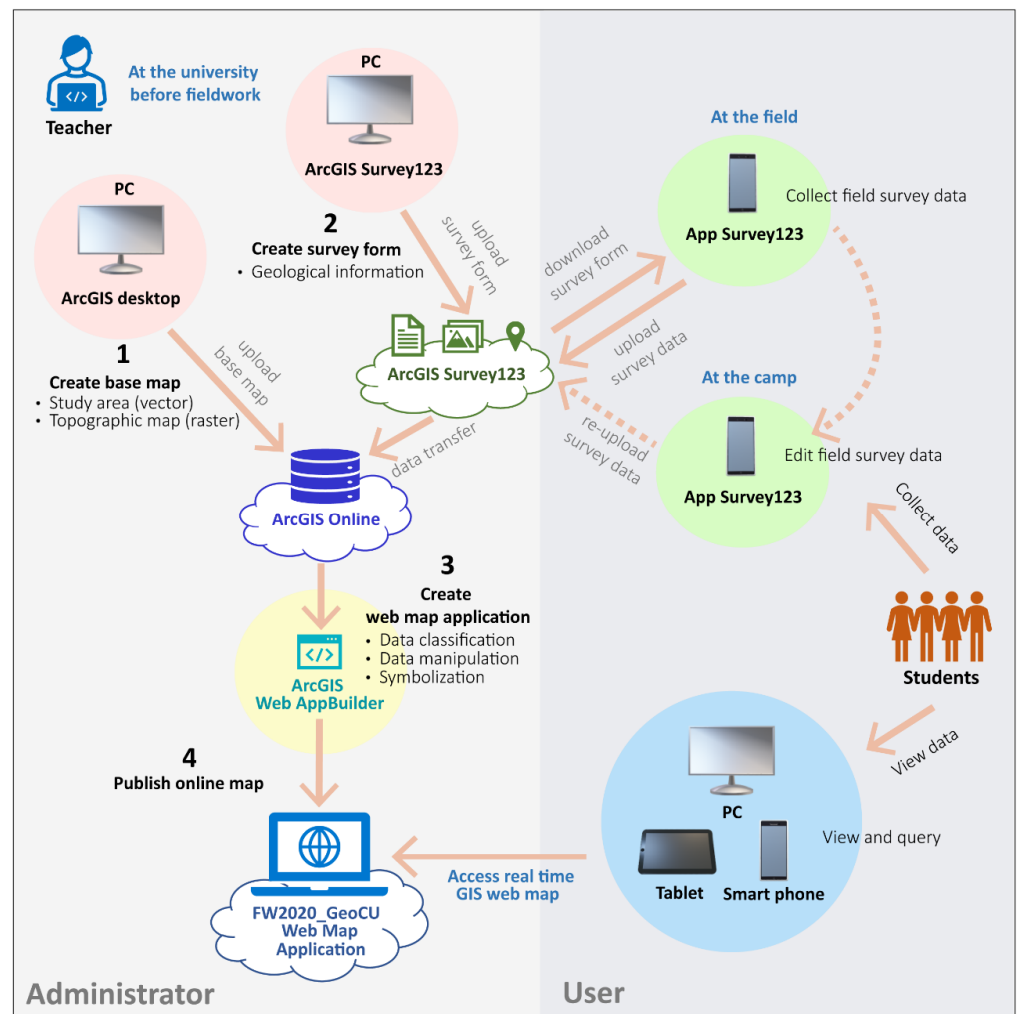 At the university
before fieldwork
Teacher
PC
ArcGIS Survey123
PC
ArcGIS desktop
2
Create survey form
• Geological information
upload
survey form
1
Create base map
• Study area (vector)
• Topographic map (raster)
upload
base map
ArcGIS Survey123
data transfer
ArcGIS Online
3
Create
web map application
• Data classification
• Data manipulation
• Symbolization
ArcGIS
Web AppBuilder
4
Publish online map
FW2020_GeoCU
Web Map
Application
Administrator
At the field
Collect field survey data
App Survey123
download
survey form
upload
survey data
At the camp
Edit field survey data
App Survey123
re-upload
survey data
Collect data
Students
View data
PC
View and query
Tablet
Smart phone
Access real time
GIS web map
User